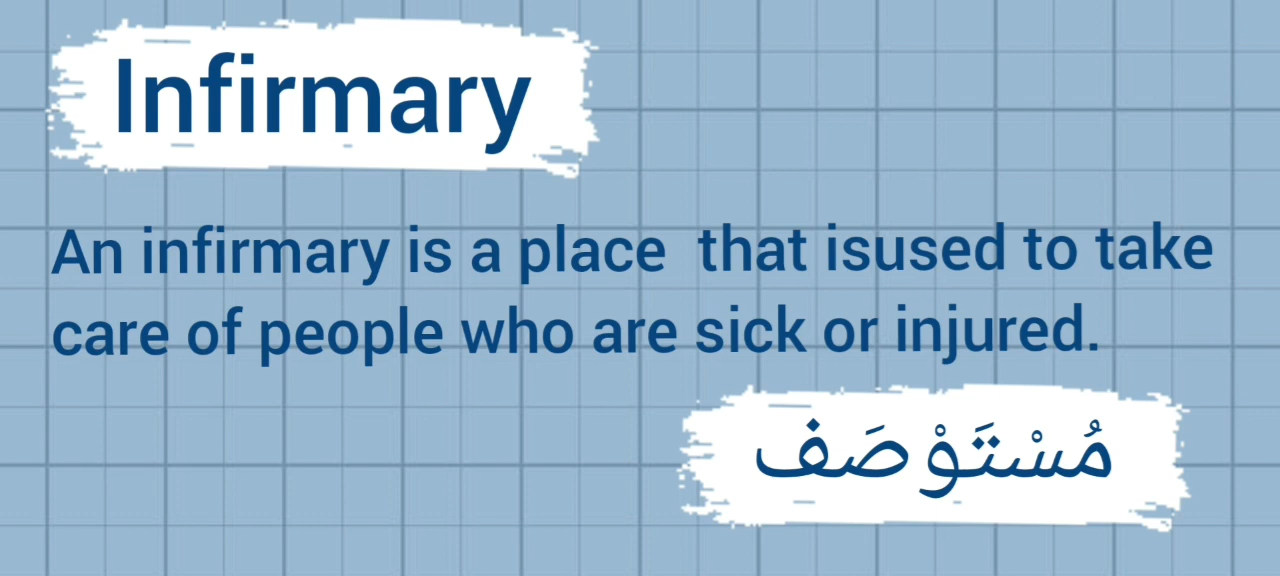 Infirmary
An infirmary is a place  that isused to take
care of people who are sick or injured.
مُسْتَوْصَف